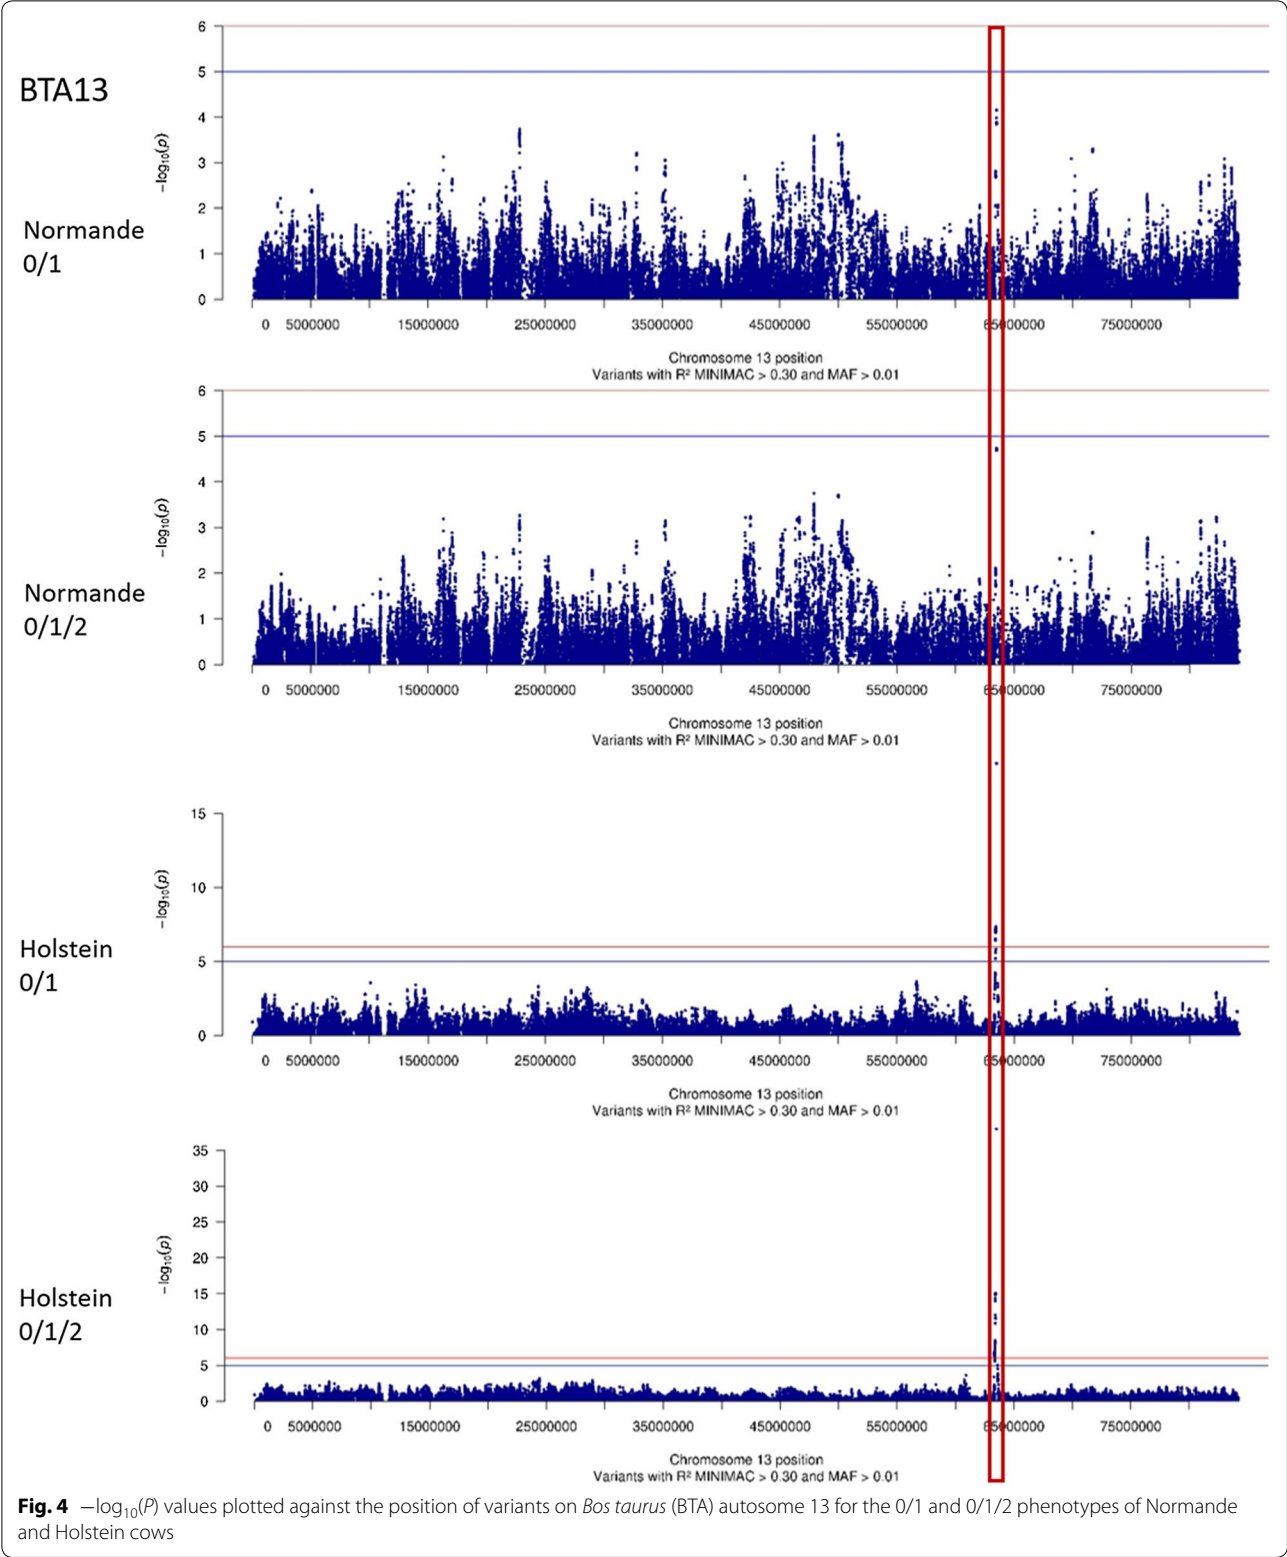 BTA13
6
5
4
3
2
1
0
−log10(p)
Normande
0/1
0 5000000 15000000 25000000 35000000 45000000 55000000 65000000 75000000
Chromosome 13 position
Variants with R² MINIMAC > 0.30 and MAF > 0.01
6
5
4
3
2
1
0
−log10(p)
Normande
0/1/2
0 5000000 15000000 25000000 35000000 45000000 55000000 65000000 75000000
Chromosome 13 position
Variants with R² MINIMAC > 0.30 and MAF > 0.01
15
10
5
0
−log10(p)
Holstein
0/1
0 5000000 15000000 25000000 35000000 45000000 55000000 65000000 75000000
Chromosome 13 position
Variants with R² MINIMAC > 0.30 and MAF > 0.01
35
30
25
20
15
10
5
0
−log10(p)
Holstein
0/1/2
0 5000000 15000000 25000000 35000000 45000000 55000000 65000000 75000000
Chromosome 13 position
Variants with R² MINIMAC > 0.30 and MAF > 0.01
Fig. 4 −log10(P) values plotted against the position of variants on Bos taurus (BTA) autosome 13 for the 0/1 and 0/1/2 phenotypes of Normande
and Holstein cows